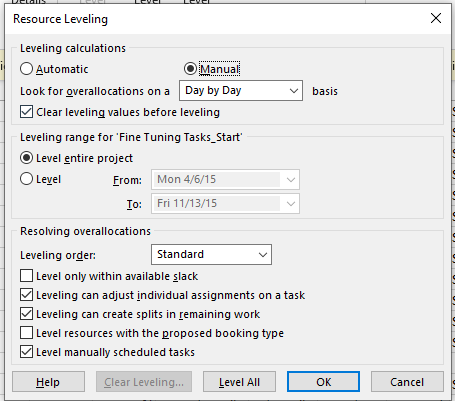 Resource Leveling
Leveling calculations
Automatic
Manual
Look for overallocations on a Day by Day basis
Clear leveling values before leveling
Leveling range for 'Fine Tuning Tasks_Start'
Level entire project
Level From: Mon 4/6/15
To: Fri 11/13/15
Resolving overallocations
Leveling order: Standard
Level only within available slack
Leveling can adjust individual assignments on a task
Leveling can create splits in remaining work
Level resources with the proposed booking type
Level manually scheduled tasks
Help
Clear Leveling...
Level All
OK
Cancel